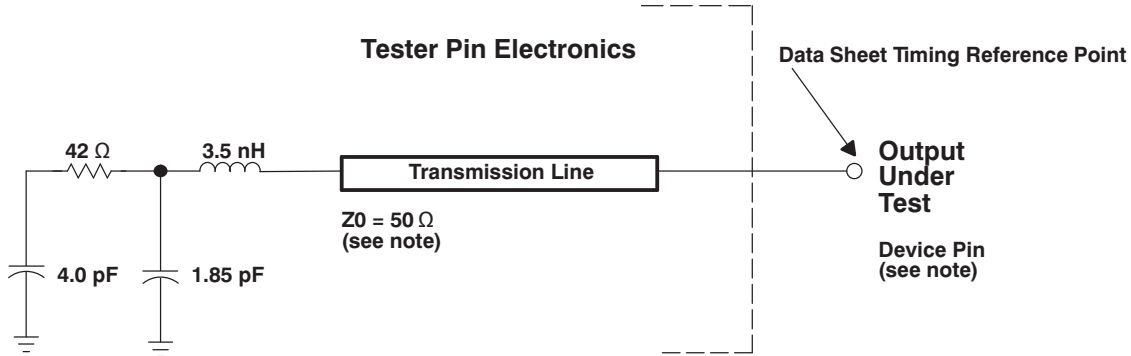 Tester Pin Electronics
Data Sheet Timing Reference Point
42 Ω
3.5 nH
Transmission Line
Output
Under
Test
Z0 = 50 Ω
(see note)
Device Pin
(see note)
4.0 pF
1.85 pF